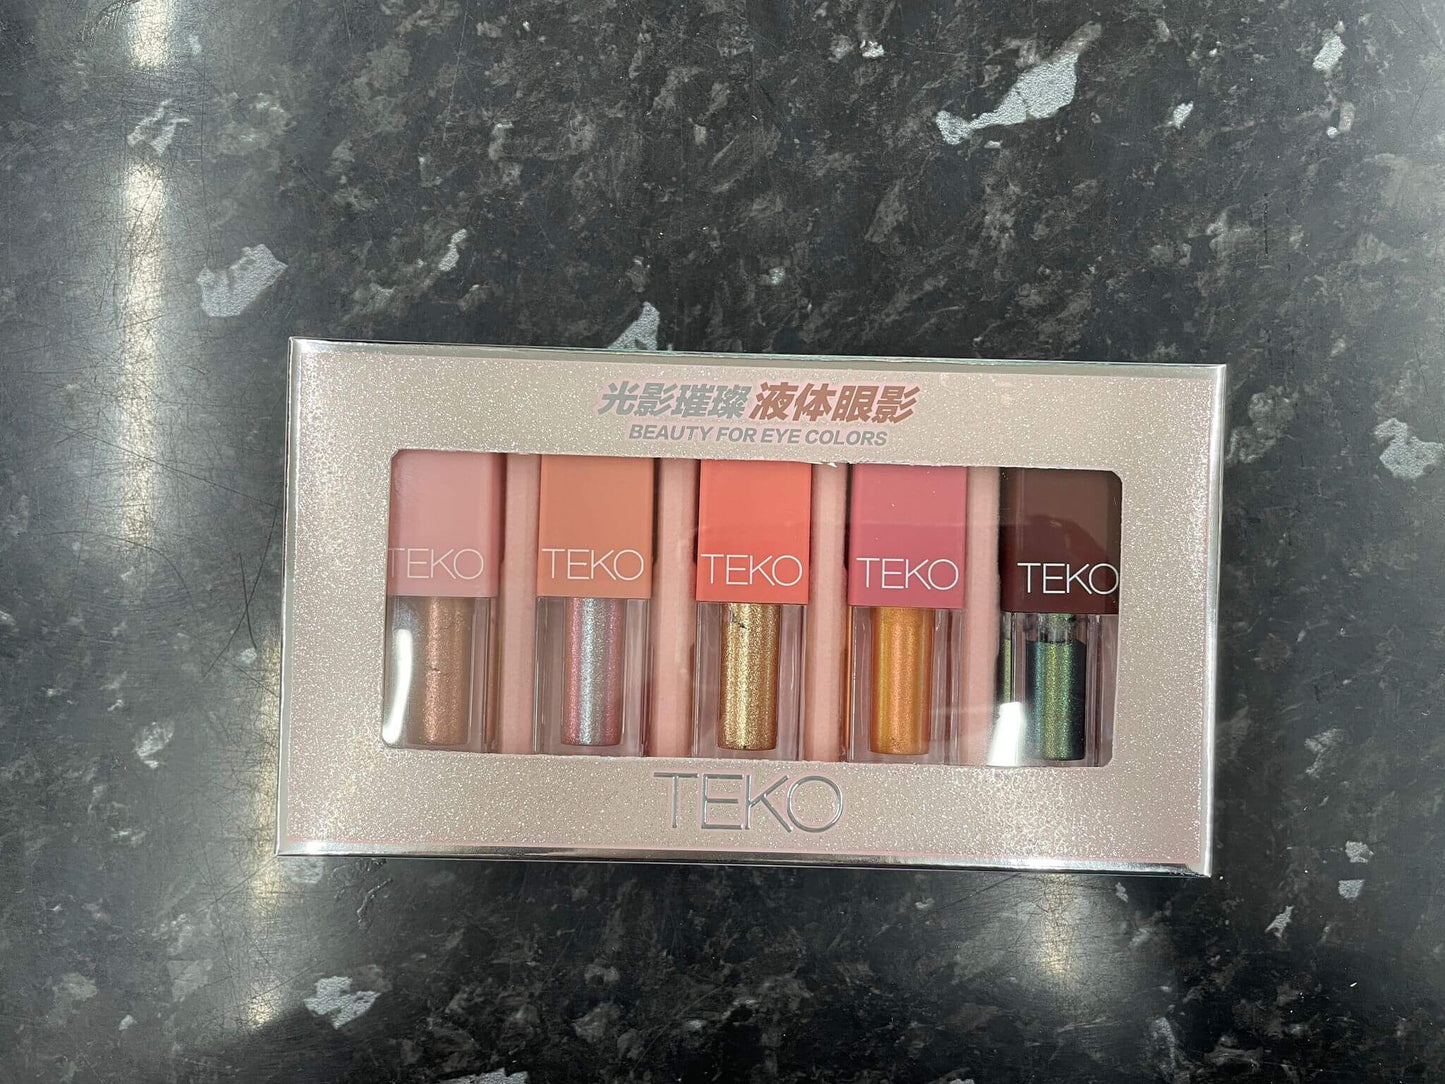 光影璀璨 液体眼影
BEAUTY FOR EYE COLORS
TEKO TEKO TEKO TEKO TEKO
TEKO